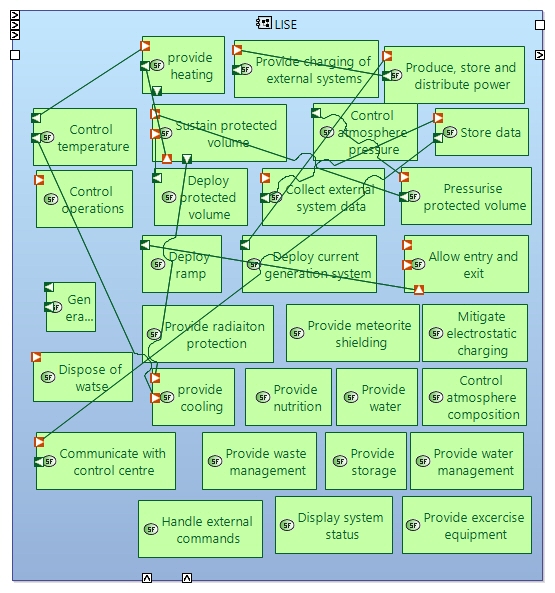 LISE
provide
heating
Provide charging of
external systems
Produce, store and
distribute power
Control
temperature
Sustain protected
volume
Control
atmosphere
pressure
Store data
Control
operations
Deploy
protected
volume
Collect external
system data
Pressurise
protected volume
Deploy
ramp
Deploy current
generation system
Allow entry and
exit
Gen
era...
Provide radiaiton
protection
Provide meteorite
shielding
Mitigate
electrostatic
charging
Dispose of
watse
provide
cooling
Provide
nutrition
Provide
water
Control
atmosphere
composition
Communicate with
control centre
Provide waste
management
Provide
storage
Provide water
management
Handle external
commands
Display system
status
Provide excercise
equipment